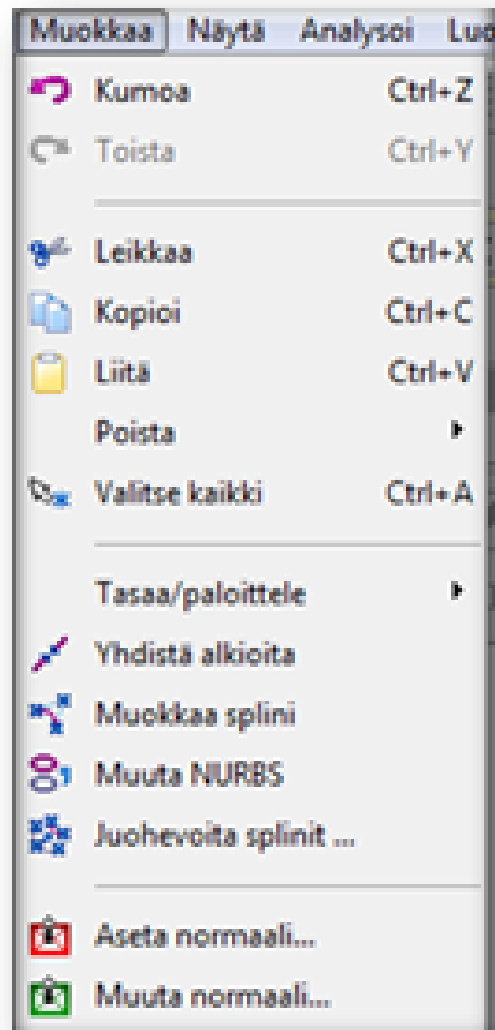 Muokkaa Näytä Analysoi Luo
Kumoa Ctrl+Z
Toista Ctrl+Y
Leikkaa Ctrl+X
Kopioi Ctrl+C
Liitä Ctrl+V
Poista
Valitse kaikki Ctrl+A
Tasaa/paloittele
Yhdistä alkioita
Muokkaa splini
Muuta NURBS
Juohevoita splinit ...
Aseta normaali...
Muuta normaali...